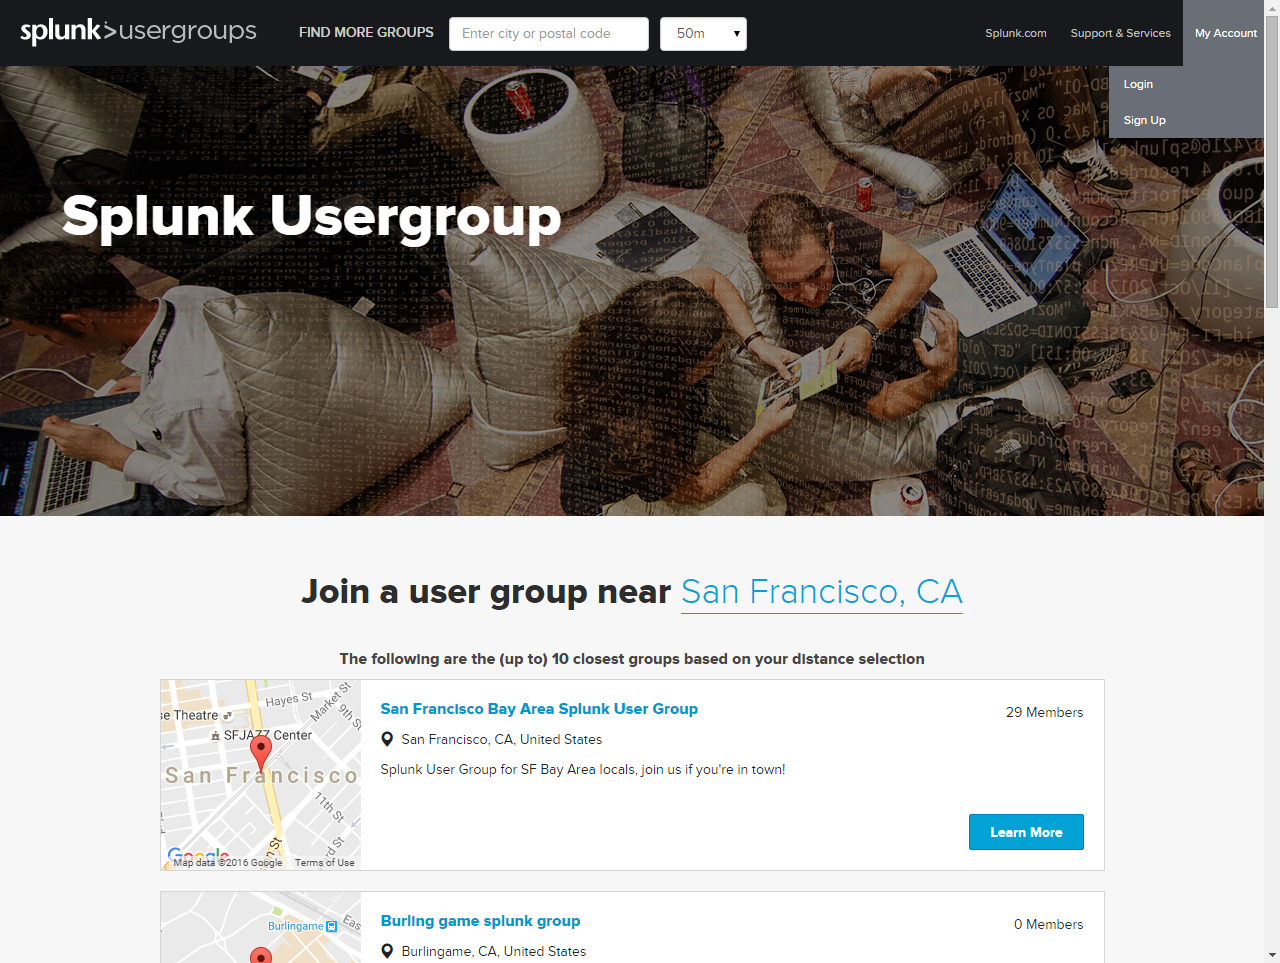 splunk>usergroups
FIND MORE GROUPS
Enter city or postal code
50m
Splunk.com
Support & Services
My Account
Login
Sign Up
Splunk Usergroup
Join a user group near San Francisco, CA
The following are the (up to) 10 closest groups based on your distance selection
Hayes St
Market St
9th St
se Theatre
SFJAZZ Center
San Francisco
11th St
Google
Map data ©2016 Google
Terms of Use
San Francisco Bay Area Splunk User Group
29 Members
San Francisco, CA, United States
Splunk User Group for SF Bay Area locals, join us if you're in town!
Learn More
Burlingame
Burling game splunk group
0 Members
Burlingame, CA, United States